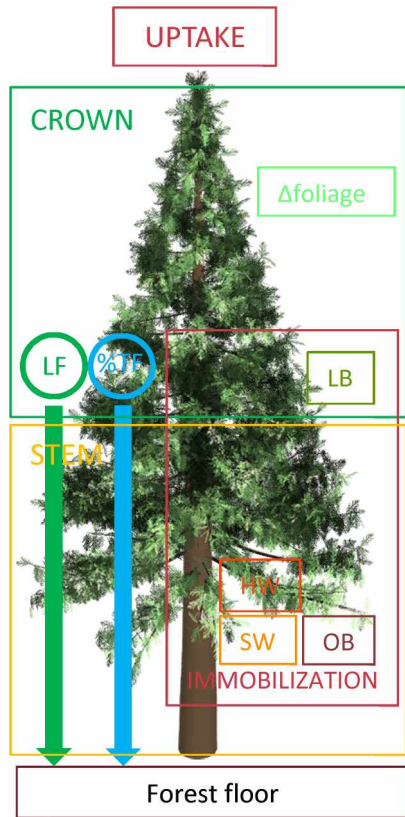 UPTAKE
CROWN
Δfoliage
LF
%TF
LB
STEM
HW
SW
OB
IMMOBILIZATION
Forest floor